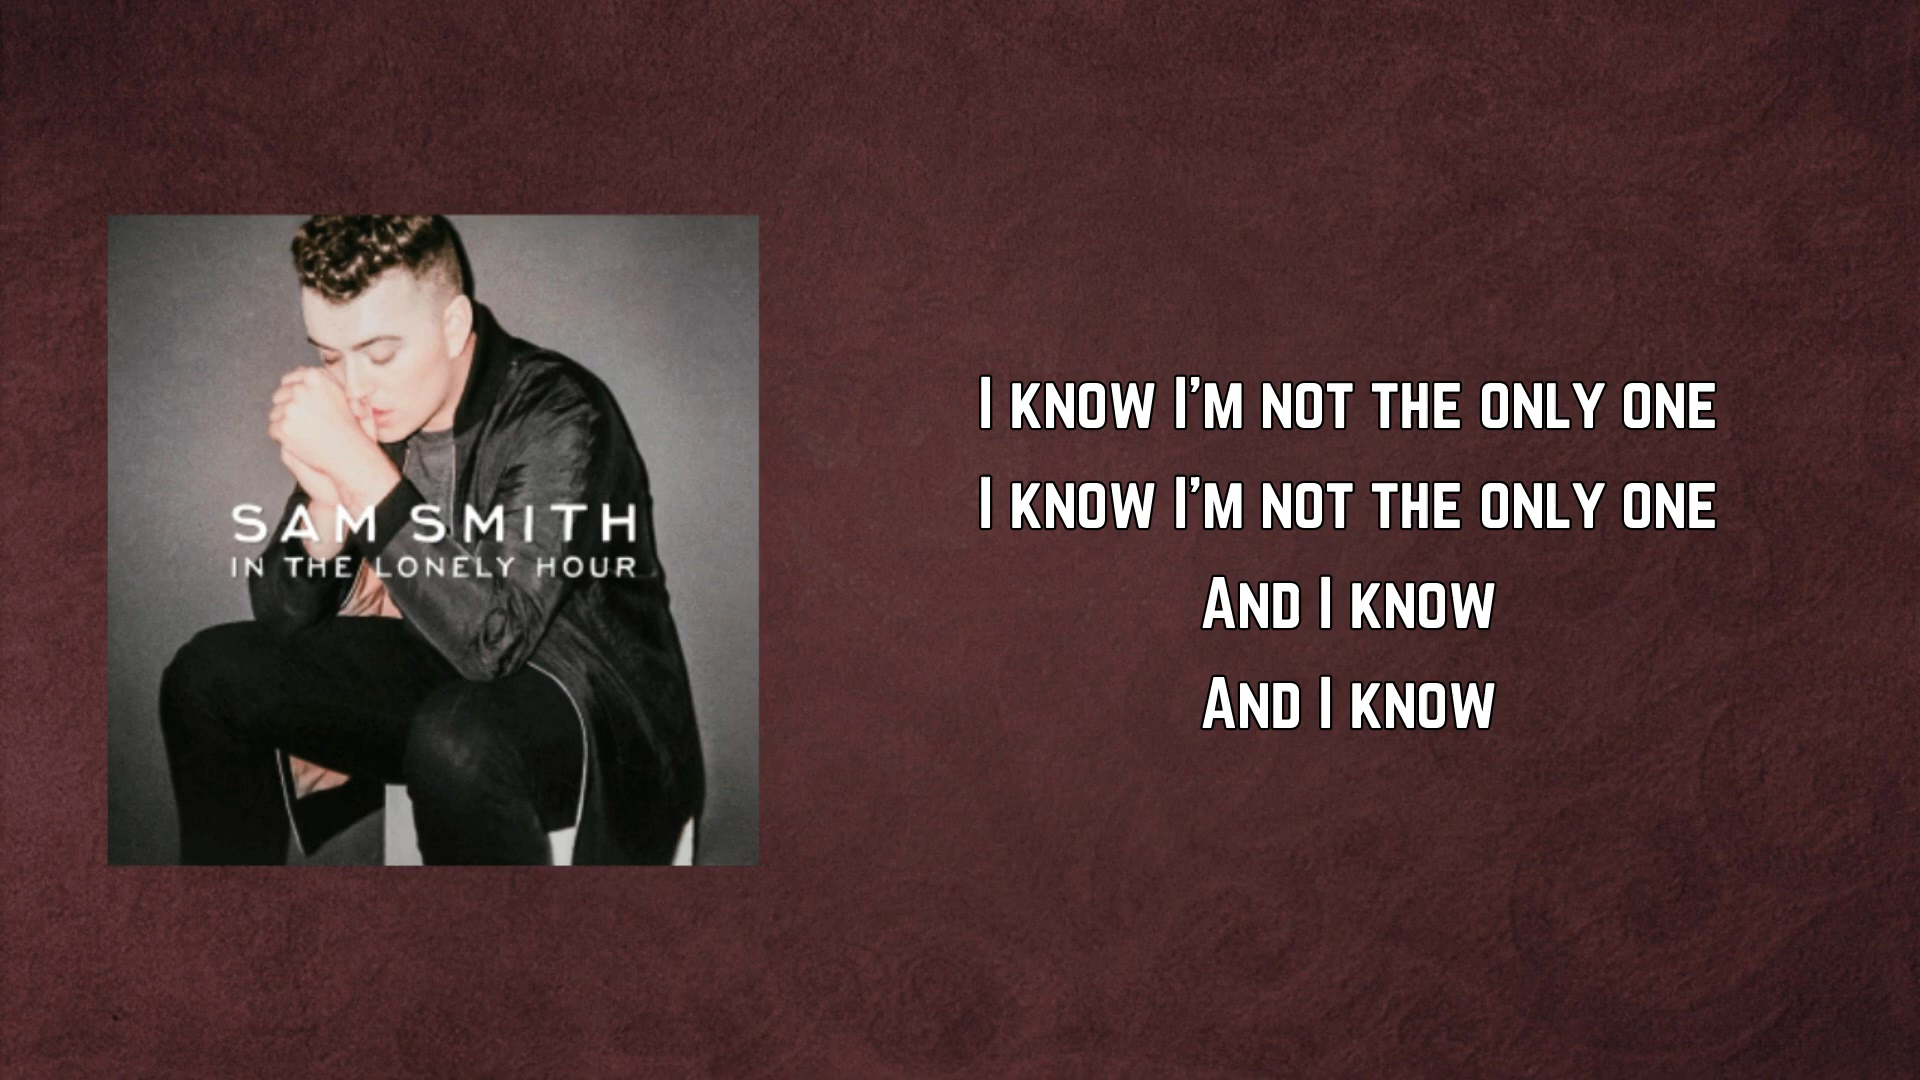 SAM SMITH
IN THE LONELY HOUR
I know I'm not the only one
I know I'm not the only one
And I know
And I know